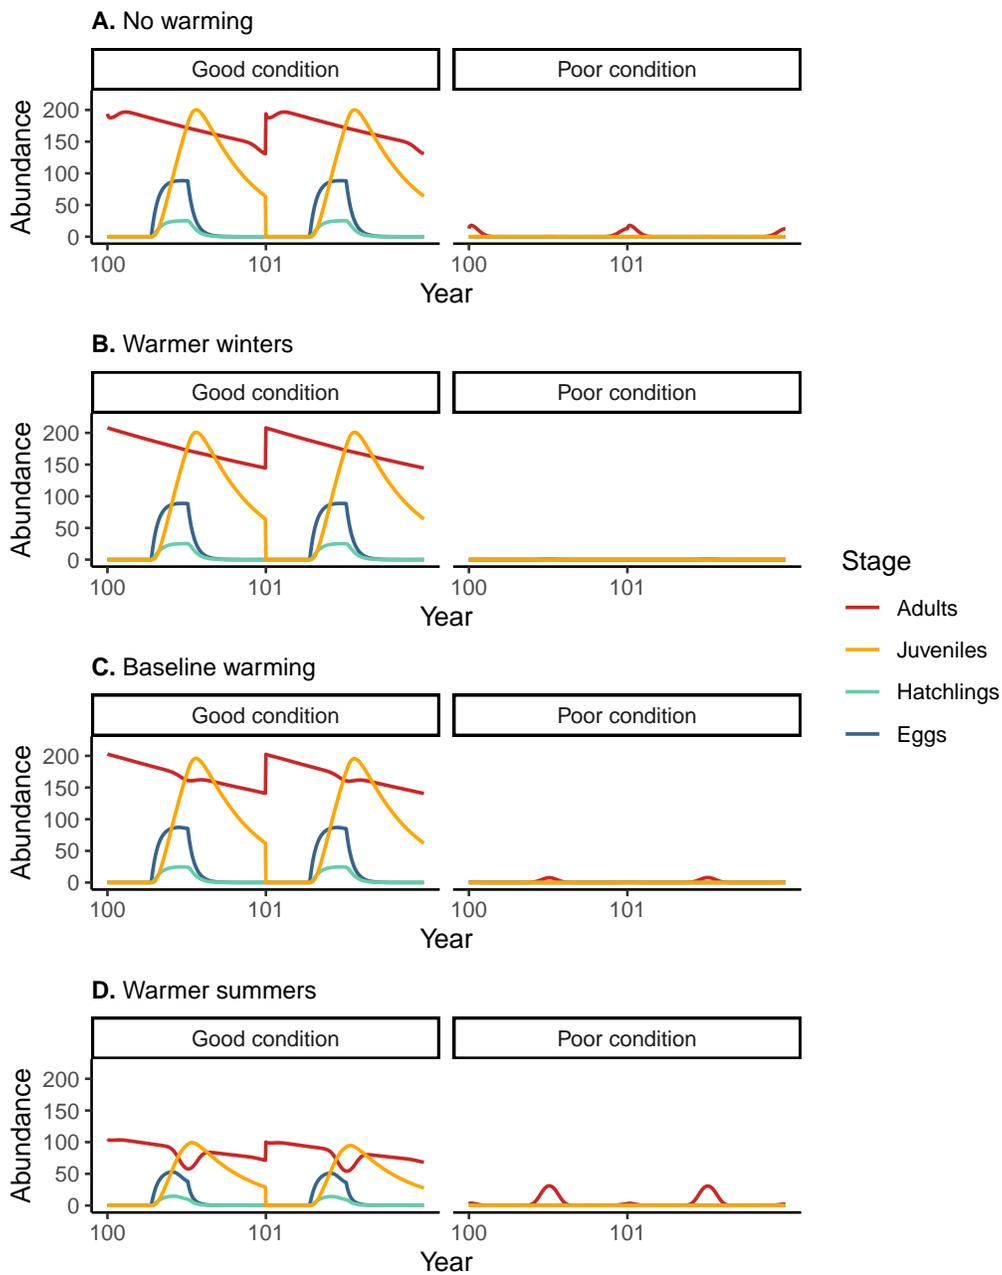 A. No warming
Good condition Poor condition
Abundance
200
150
100
50
0
100 101 100 101
Year
B. Warmer winters
Good condition Poor condition
Abundance
200
150
100
50
0
100 101 100 101
Year
C. Baseline warming
Good condition Poor condition
Abundance
200
150
100
50
0
100 101 100 101
Year
D. Warmer summers
Good condition Poor condition
Abundance
200
150
100
50
0
100 101 100 101
Year
Stage
Adults
Juveniles
Hatchlings
Eggs